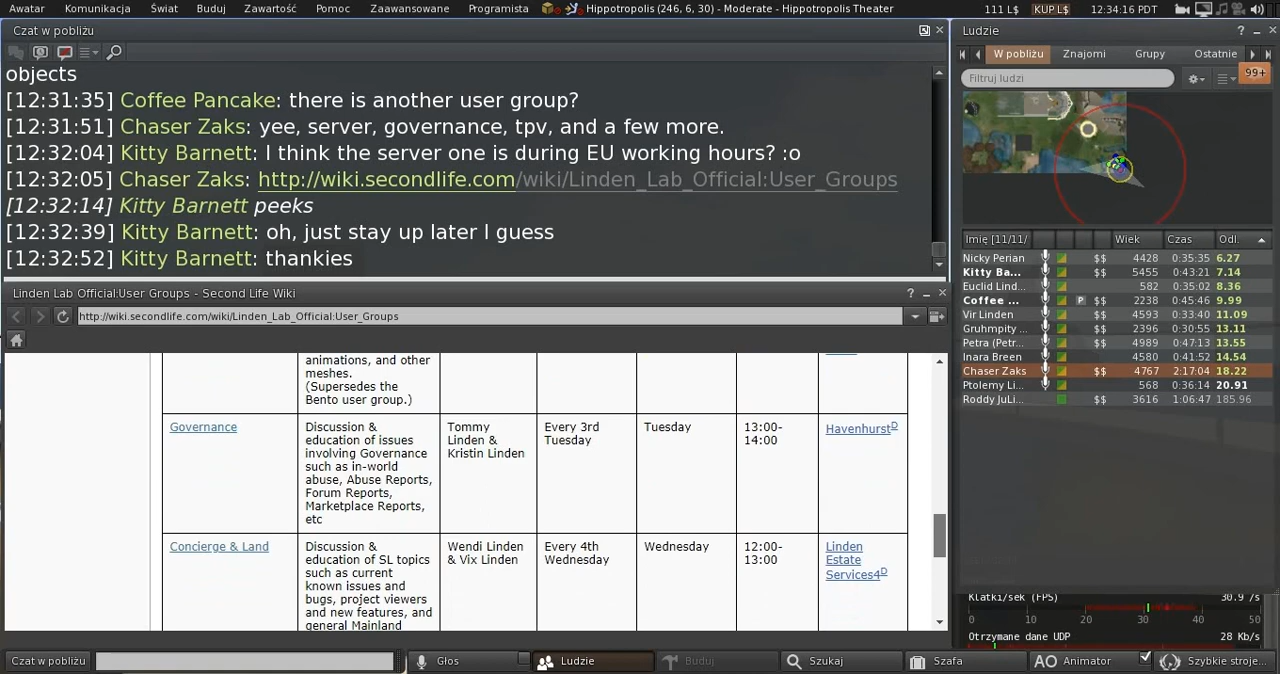 Awatar Komunikacja Świat Buduj Zawartość Pomoc Zaawansowane Programista Hippotropolis (246, 6, 30) - Moderate - Hippotropolis Theater 111 L$ KUP L$ 12:34:16 PDT
Czat w pobliżu
objects
[12:31:35] Coffee Pancake: there is another user group?
[12:31:51] Chaser Zaks: yee, server, governance, tpv, and a few more.
[12:32:04] Kitty Barnett: I think the server one is during EU working hours? :o
[12:32:05] Chaser Zaks: http://wiki.secondlife.com/wiki/Linden_Lab_Official:User_Groups
[12:32:14] Kitty Barnett peeks
[12:32:39] Kitty Barnett: oh, just stay up later I guess
[12:32:52] Kitty Barnett: thankies
Linden Lab Official:User Groups - Second Life Wiki
http://wiki.secondlife.com/wiki/Linden_Lab_Official:User_Groups
animations, and other
meshes.
(Supersedes the
Bento user group.)
Governance
Discussion &
education of issues
involving Governance
such as in-world
abuse, Abuse Reports,
Forum Reports,
Marketplace Reports,
etc
Tommy
Linden &
Kristin Linden
Every 3rd
Tuesday
Tuesday
13:00-
14:00
Havenhurst D
Concierge & Land
Discussion &
education of SL topics
such as current
known issues and
bugs, project viewers
and new features, and
general Mainland
Wendi Linden
& Vix Linden
Every 4th
Wednesday
Wednesday
12:00-
13:00
Linden
Estate
Services4 D
Ludzie
W pobliżu Znajomi Grupy Ostatnie
Filtruj ludzi
99+
Imię [11/11/ Wiek Czas Odl.
Nicky Perian $$ 4428 0:35:35 6.27
Kitty Ba... $$ 5455 0:43:21 7.14
Euclid Lind... 582 0:35:02 8.36
Coffee ... P $$ 2238 0:45:46 9.99
Vir Linden $$ 4593 0:33:40 11.09
Gruhmpity ... $$ 2396 0:30:55 13.11
Petra (Petr... $$ 4989 0:47:13 13.55
Inara Breen 4580 0:41:52 14.54
Chaser Zaks $$ 4767 2:17:04 18.22
Ptolemy Li... 568 0:36:14 20.91
Roddy JuLi... $$ 3616 1:06:47 185.96
Klatki/sek (FPS) 30.9 /s
0 10 20 30 40 50
Otrzymane dane UDP 28 Kb/s
Czat w pobliżu Głos Ludzie Buduj Szukaj Szafa AO Animator Szybkie stroje...